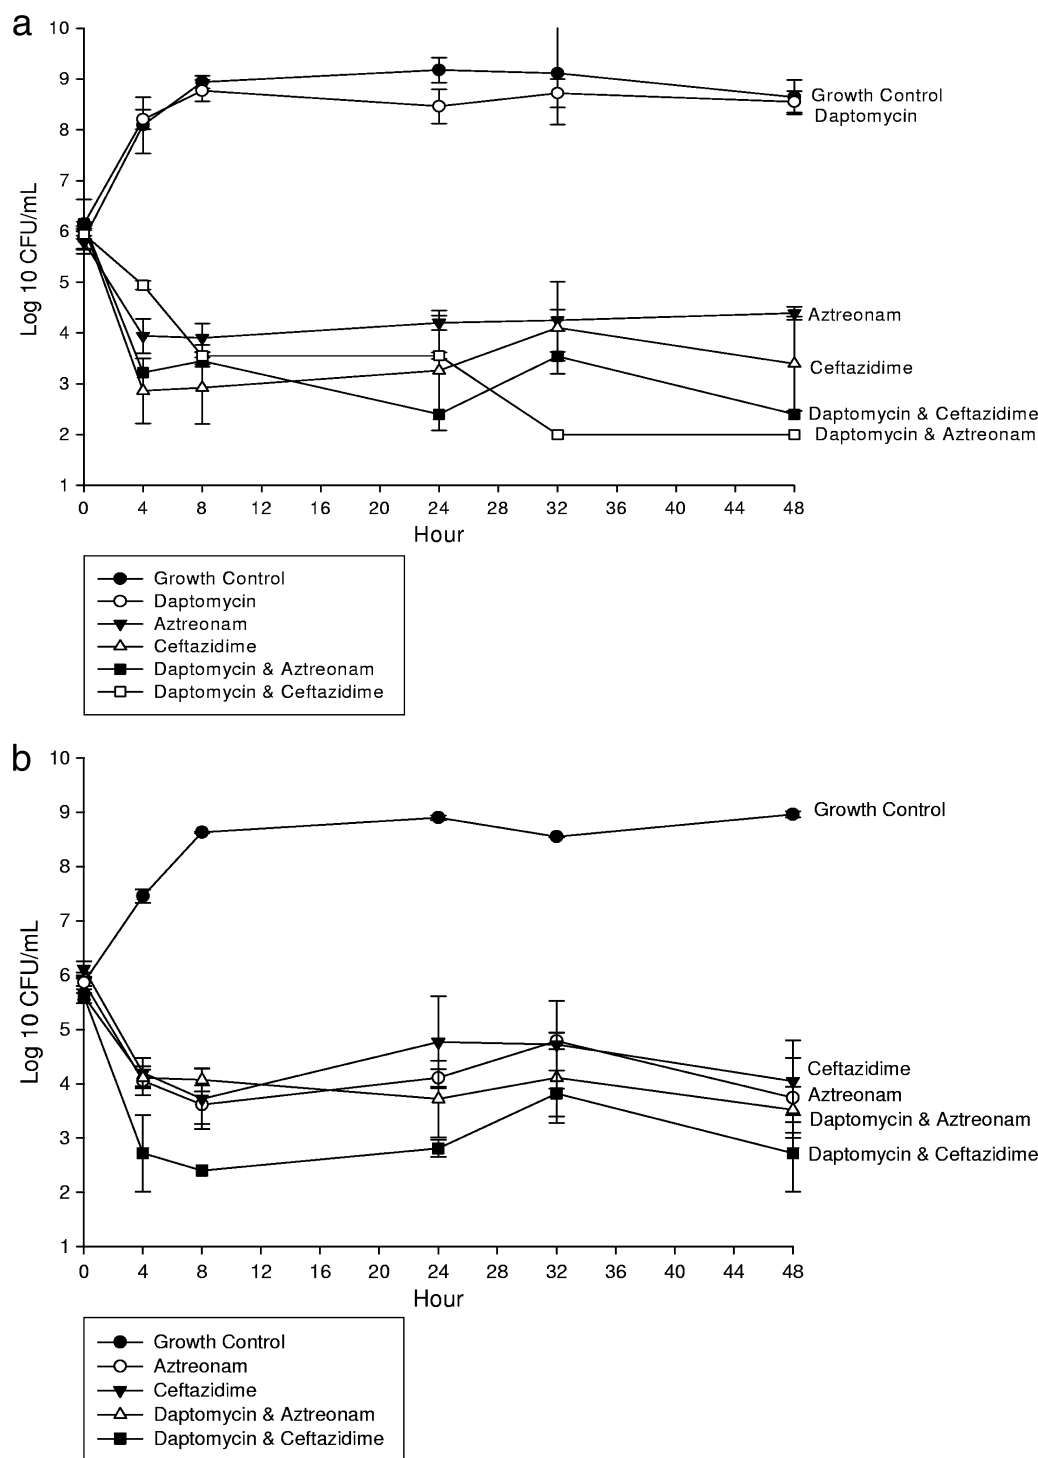 a
10
9
8
7
6
5
4
3
2
1
Log 10 CFU/mL
Growth Control
Daptomycin
Aztreonam
Ceftazidime
Daptomycin & Ceftazidime
Daptomycin & Aztreonam
0 4 8 12 16 20 24 28 32 36 40 44 48
Hour
Growth Control
Daptomycin
Aztreonam
Ceftazidime
Daptomycin & Aztreonam
Daptomycin & Ceftazidime
b
10
9
8
7
6
5
4
3
2
1
Log 10 CFU/mL
Growth Control
Ceftazidime
Aztreonam
Daptomycin & Aztreonam
Daptomycin & Ceftazidime
0 4 8 12 16 20 24 28 32 36 40 44 48
Hour
Growth Control
Aztreonam
Ceftazidime
Daptomycin & Aztreonam
Daptomycin & Ceftazidime